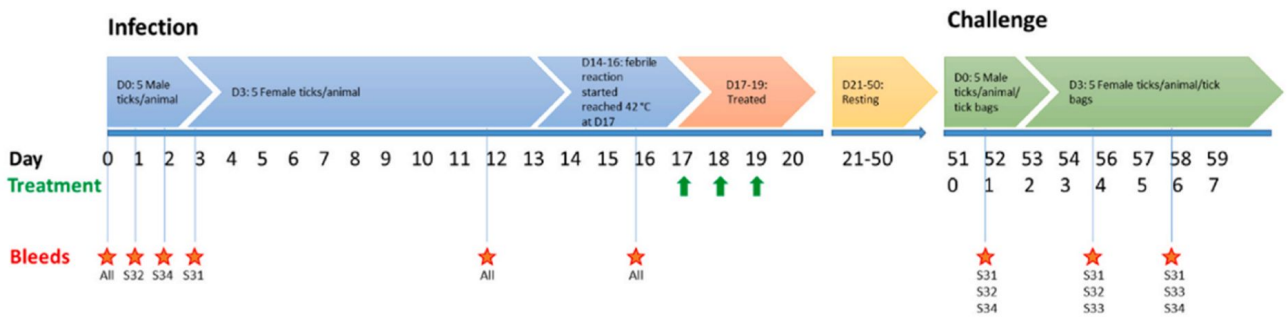 Infection
Challenge
D0: 5 Male
ticks/animal
D3: 5 Female ticks/animal
D14-16: febrile
reaction
started
reached 42 °C
at D17
D17-19:
Treated
D21-50:
Resting
D0: 5 Male
ticks/animal/
tick bags
D3: 5 Female ticks/animal/tick
bags
Day 0 1 2 3 4 5 6 7 8 9 10 11 12 13 14 15 16 17 18 19 20 21-50 51 52 53 54 56 57 58 59
Treatment 0 1 2 3 4 5 6 7
Bleeds
All S32 S34 S31 All All S31 S31 S31
S32 S32 S33
S34 S33 S34